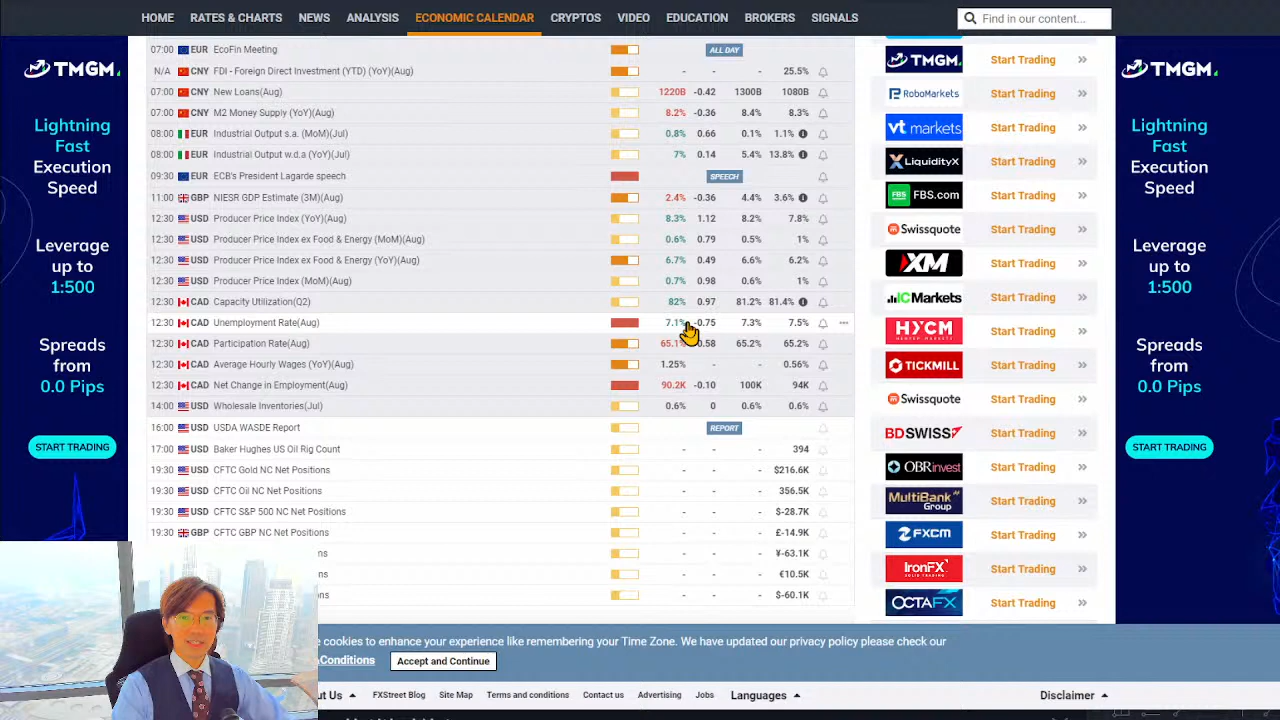 HOME RATES & CHARTS NEWS ANALYSIS ECONOMIC CALENDAR CRYPTOS VIDEO EDUCATION BROKERS SIGNALS
Find in our content...
TMGM
Lightning
Fast
Execution
Speed
Leverage
up to
1:500
Spreads
from
0.0 Pips
START TRADING
07:00 EUR EcoFin Meeting ALL DAY
N/A CNY FDI - Foreign Direct Investment (YTD) (YoY)(Aug) - - 25.5%
07:00 CNY New Loans(Aug) 1220B -0.42 1300B 1080B
07:00 CNY M2 Money Supply (YoY)(Aug) 8.2% -0.36 8.4% 8.3%
08:00 EUR Industrial Output s.a. (MoM)(Jul) 0.8% 0.66 0.1% 1.1%
08:00 EUR Industrial Output w.d.a (YoY)(Jul) 7% 0.14 5.4% 13.8%
09:30 EUR ECB's President Lagarde speech SPEECH
11:00 GBP NIESR GDP Estimate (3M)(Aug) 2.4% -0.36 4.4% 3.6%
12:30 USD Producer Price Index (YoY)(Aug) 8.3% 1.12 8.2% 7.8%
12:30 USD Producer Price Index ex Food & Energy (MoM)(Aug) 0.6% 0.79 0.5% 1%
12:30 USD Producer Price Index ex Food & Energy (YoY)(Aug) 6.7% 0.49 6.6% 6.2%
12:30 USD Producer Price Index (MoM)(Aug) 0.7% 0.98 0.6% 1%
12:30 CAD Capacity Utilization(Q2) 82% 0.97 81.2% 81.4%
12:30 CAD Unemployment Rate(Aug) 7.1% -0.75 7.3% 7.5%
12:30 CAD Participation Rate(Aug) 65.1% 0.58 65.2% 65.2%
12:30 CAD Average Hourly Wages (YoY)(Aug) 1.25% - 0.56%
12:30 CAD Net Change in Employment(Aug) 90.2K -0.10 100K 94K
14:00 USD Wholesale Inventories(Jul) 0.6% 0 0.6% 0.6%
16:00 USD USDA WASDE Report REPORT
17:00 USD Baker Hughes US Oil Rig Count - - 394
19:30 USD CFTC Gold NC Net Positions - - $216.6K
19:30 USD CFTC Oil NC Net Positions - - 356.5K
19:30 USD NC Net Positions - - $-28.7K
19:30 GBP NC Net Positions - - £-14.9K
- - ¥-63.1K
- - €10.5K
- - $-60.1K
TMGM Start Trading
RoboMarkets Start Trading
vt markets Start Trading
LiquidityX Start Trading
FBS FBS.com Start Trading
Swissquote Start Trading
XM Start Trading
IC Markets Start Trading
HYCM Start Trading
TICKMILL Start Trading
Swissquote Start Trading
BDSWISS Start Trading
OBRinvest Start Trading
MultiBank Group Start Trading
FXCM Start Trading
IronFX Start Trading
OCTAFX Start Trading
TMGM
Lightning
Fast
Execution
Speed
Leverage
up to
1:500
Spreads
from
0.0 Pips
START TRADING
cookies to enhance your experience like remembering your Time Zone. We have updated our privacy policy please check our
Conditions Accept and Continue
ut Us FXStreet Blog Site Map Terms and conditions Contact us Advertising Jobs Languages Disclaimer